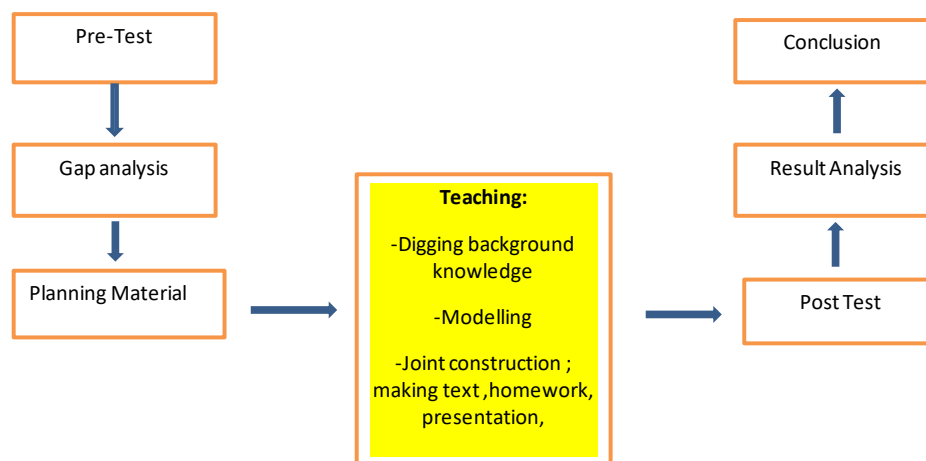 Pre-Test
Gap analysis
Planning Material
Teaching:
-Digging background
knowledge
-Modelling
-Joint construction ;
making text ,homework,
presentation,
Post Test
Result Analysis
Conclusion